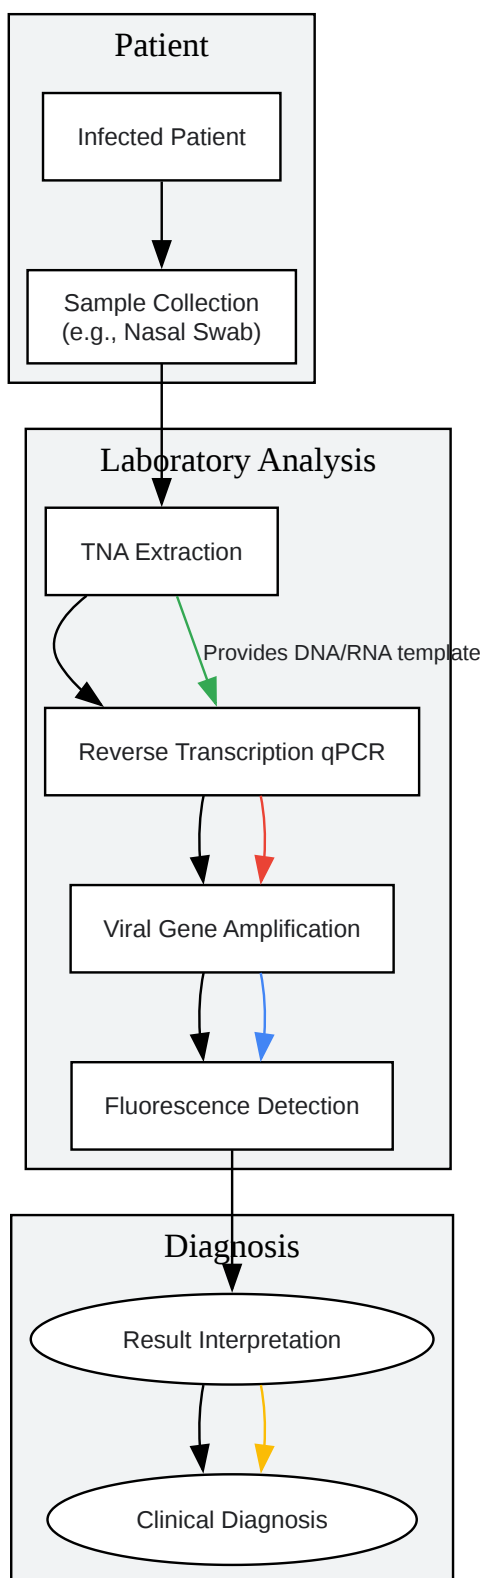 Patient
Infected Patient
Sample Collection
(e.g., Nasal Swab)
Laboratory Analysis
TNA Extraction
Provides DNA/RNA template
Reverse Transcription qPCR
Viral Gene Amplification
Fluorescence Detection
Diagnosis
Result Interpretation
Clinical Diagnosis